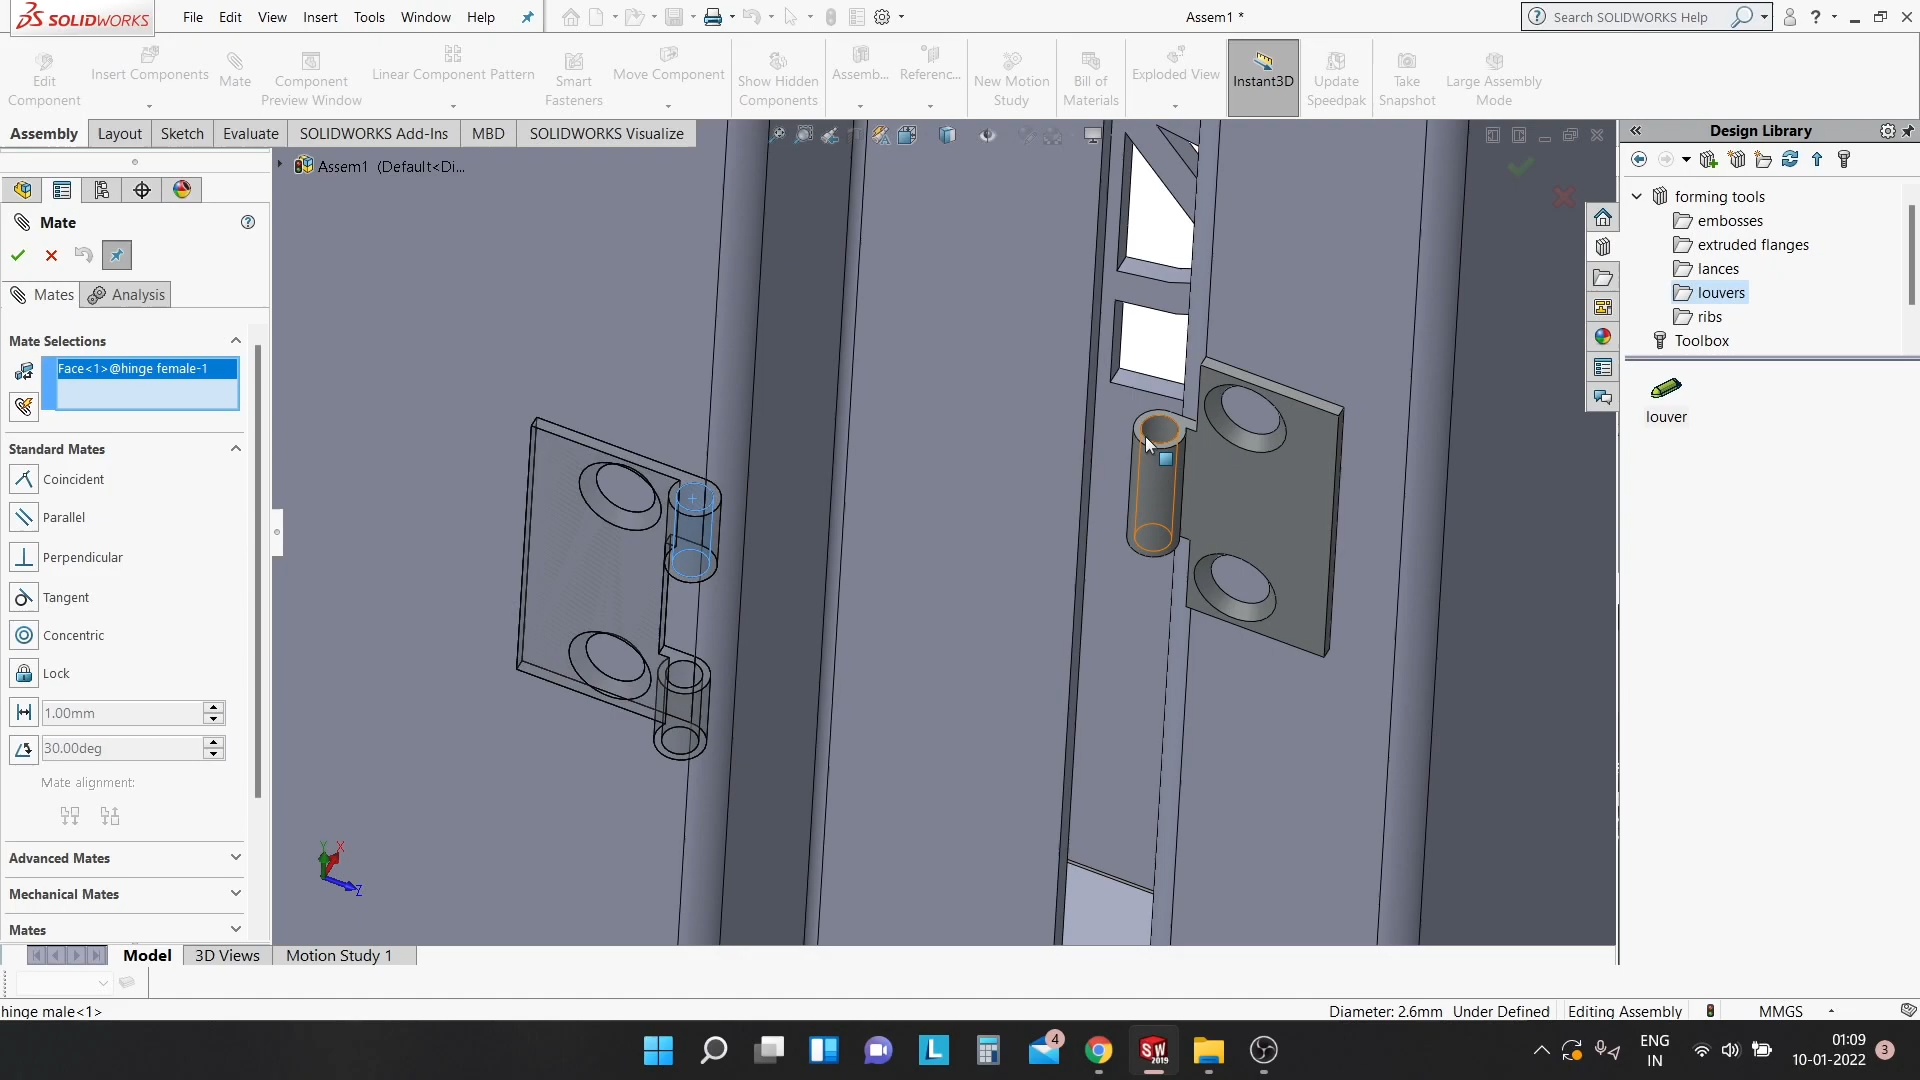 SOLIDWORKS
File Edit View Insert Tools Window Help
Assem1 *
Search SOLIDWORKS Help
Edit Component
Insert Components
Mate
Component Preview Window
Linear Component Pattern
Smart Fasteners
Move Component
Show Hidden Components
Assemb...
Referenc...
New Motion Study
Bill of Materials
Exploded View
Instant3D
Update Speedpak
Take Snapshot
Large Assembly Mode
Assembly Layout Sketch Evaluate SOLIDWORKS Add-Ins MBD SOLIDWORKS Visualize
Assem1 (Default<Di...
Mate
Mates Analysis
Mate Selections
Face<1>@hinge female-1
Standard Mates
Coincident
Parallel
Perpendicular
Tangent
Concentric
Lock
1.00mm
30.00deg
Mate alignment:
Advanced Mates
Mechanical Mates
Mates
Y X
Z
Design Library
forming tools
embosses
extruded flanges
lances
louvers
ribs
Toolbox
louver
Model 3D Views Motion Study 1
hinge male<1>
Diameter: 2.6mm Under Defined Editing Assembly MMGS
L
4
SW
2019
ENG
IN
01:09
10-01-2022
3